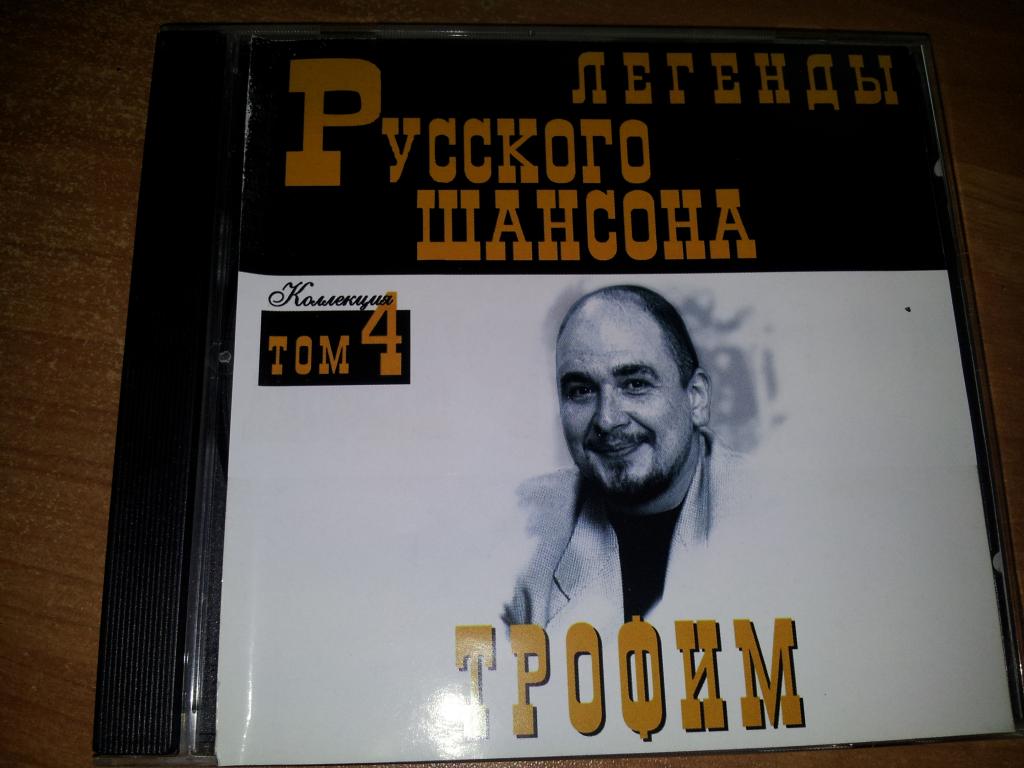 ЛЕГЕНДЫ
РУССКОГО
ШАНСОНА
Коллекция
ТОМ 4
ТРОФИМ